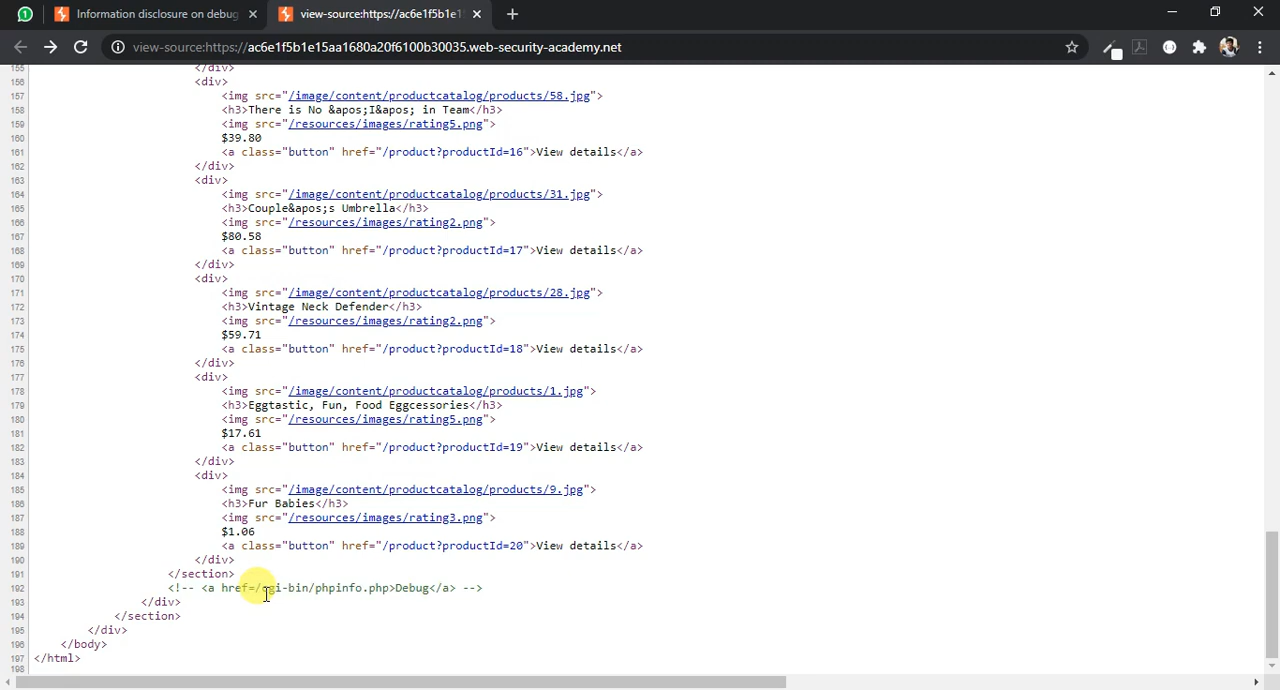 Information disclosure on debug
view-source:https://ac6e1f5b1e1
view-source:https://ac6e1f5b1e15aa1680a20f6100b30035.web-security-academy.net
155 </div>
156 <div>
157 <img src="/image/content/productcatalog/products/58.jpg">
158 <h3>There is No &apos;I&apos; in Team</h3>
159 <img src="/resources/images/rating5.png">
160 $39.80
161 <a class="button" href="/product?productId=16">View details</a>
162 </div>
163 <div>
164 <img src="/image/content/productcatalog/products/31.jpg">
165 <h3>Couple&apos;s Umbrella</h3>
166 <img src="/resources/images/rating2.png">
167 $80.58
168 <a class="button" href="/product?productId=17">View details</a>
169 </div>
170 <div>
171 <img src="/image/content/productcatalog/products/28.jpg">
172 <h3>Vintage Neck Defender</h3>
173 <img src="/resources/images/rating2.png">
174 $59.71
175 <a class="button" href="/product?productId=18">View details</a>
176 </div>
177 <div>
178 <img src="/image/content/productcatalog/products/1.jpg">
179 <h3>Eggtastic, Fun, Food Eggcessories</h3>
180 <img src="/resources/images/rating5.png">
181 $17.61
182 <a class="button" href="/product?productId=19">View details</a>
183 </div>
184 <div>
185 <img src="/image/content/productcatalog/products/9.jpg">
186 <h3>Fur Babies</h3>
187 <img src="/resources/images/rating3.png">
188 $1.06
189 <a class="button" href="/product?productId=20">View details</a>
190 </div>
191 </section>
192 <!-- <a href=/cgi-bin/phpinfo.php>Debug</a> -->
193 </div>
194 </section>
195 </div>
196 </body>
197 </html>
198